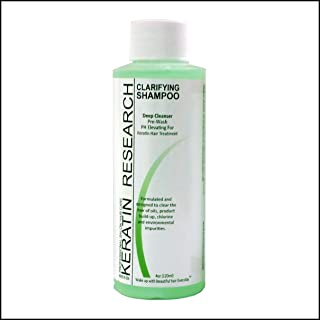 KERATIN RESEARCH
CLARIFYING
SHAMPOO
Deep Cleanser
Pre-Wash
PH Elevating For
Keratin Hair Treatment
Formulated and
designed to clear the
hair of oils, product
build up, chlorine
and environmental
impurities.
4oz (120ml)
Wake up with Beautiful hair Everyday